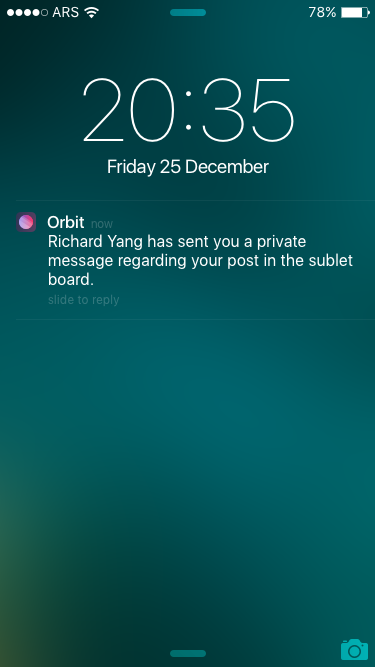 ARS 78%
20:35
Friday 25 December
Orbit now
Richard Yang has sent you a private
message regarding your post in the sublet
board.
slide to reply